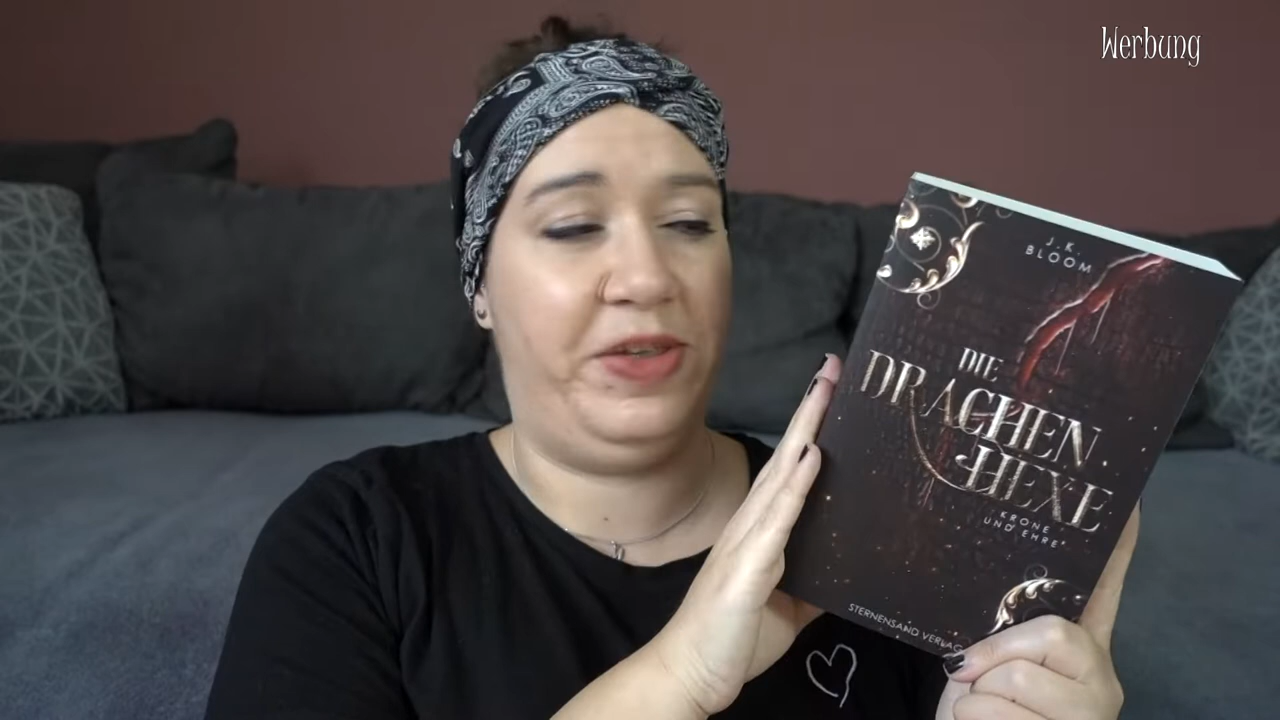 Werbung
J.K.
BLOOM
DIE
DRACHEN
HEXE
KRONE
UND EHRE
STERNENSAND VERLAG